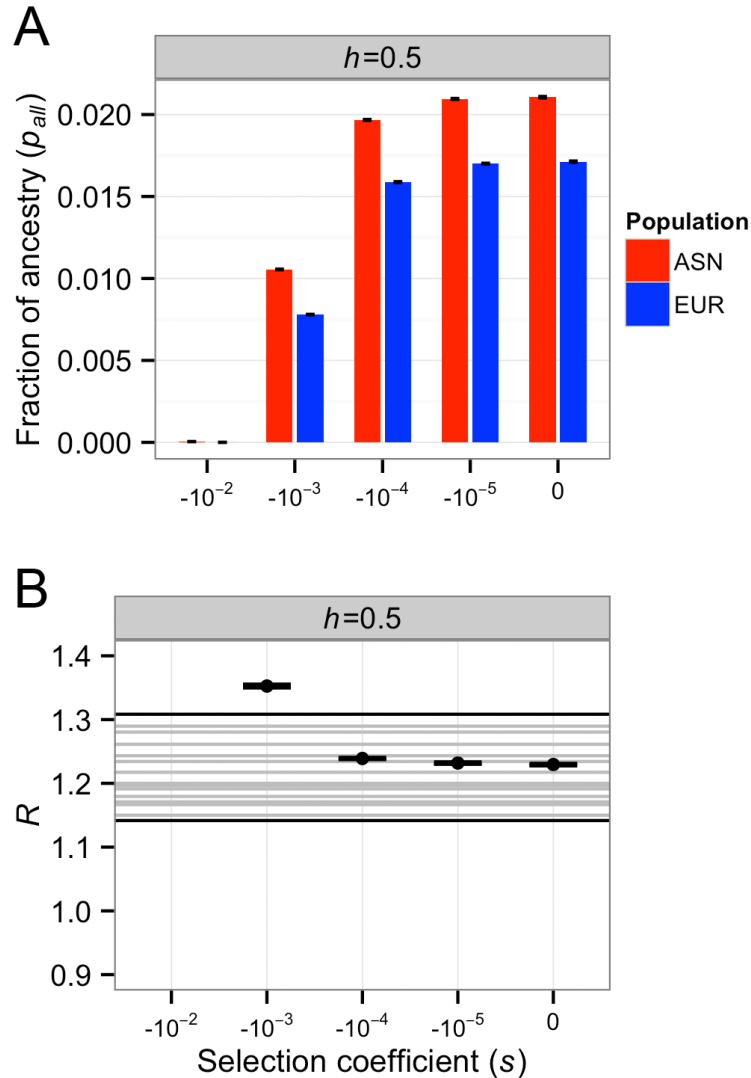 A
h=0.5
Fraction of ancestry (p_all)
0.020
0.015
0.010
0.005
0.000
-10⁻² -10⁻³ -10⁻⁴ -10⁻⁵ 0
Population
ASN
EUR
B
h=0.5
R
1.4
1.3
1.2
1.1
1.0
0.9
-10⁻² -10⁻³ -10⁻⁴ -10⁻⁵ 0
Selection coefficient (s)